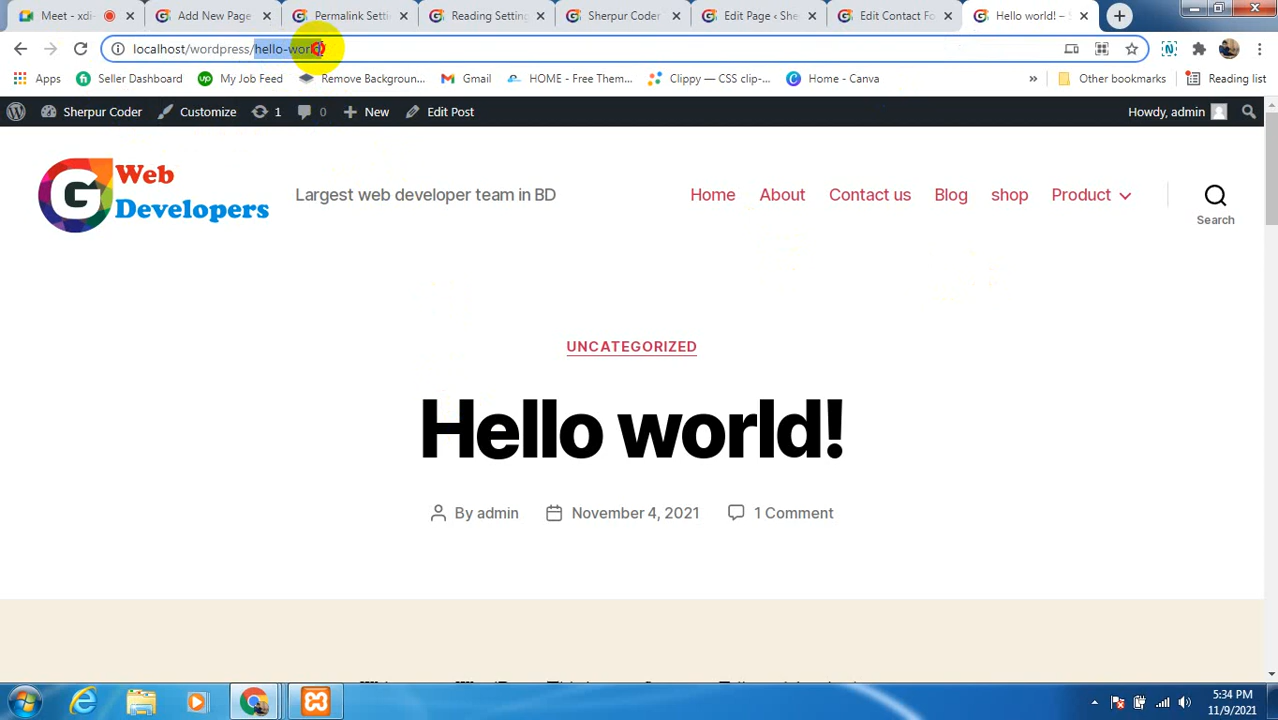 Meet - xdi
Add New Page
Permalink Setti
Reading Setting
Sherpur Coder
Edit Page ‹ She
Edit Contact Fo
Hello world! – S
localhost/wordpress/hello-world/
Apps
Seller Dashboard
My Job Feed
Remove Backgroun...
Gmail
HOME - Free Them...
Clippy — CSS clip-...
Home - Canva
»
Other bookmarks
Reading list
Sherpur Coder
Customize
1
0
New
Edit Post
Howdy, admin
Web
Developers
Largest web developer team in BD
Home
About
Contact us
Blog
shop
Product
Search
UNCATEGORIZED
Hello world!
By admin
November 4, 2021
1 Comment
5:34 PM
11/9/2021